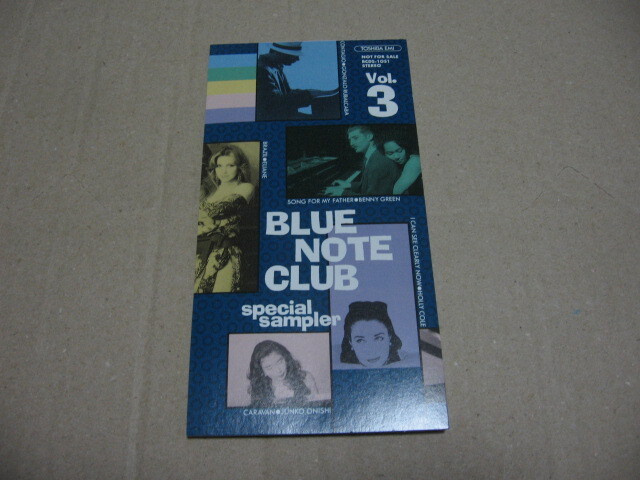 TOSHIBA EMI
NOT FOR SALE
STEREO
Vol.
3
SONG FOR MY FATHER●BENNY GREEN
BLUE
NOTE
CLUB
special
sampler
I CAN SEE CLEARLY NOW●HOLLY COLE
CARAVAN●JUNKO ONISHI